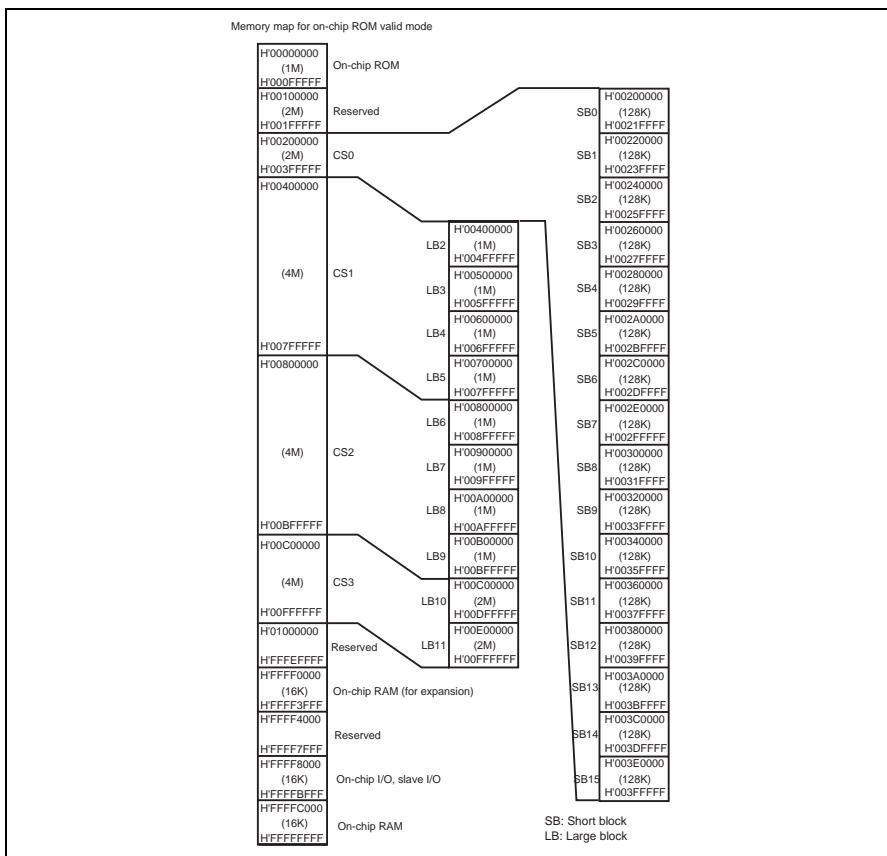 Memory map for on-chip ROM valid mode
H'00000000
(1M)
H'000FFFFF
On-chip ROM
H'00100000
(2M)
H'001FFFFF
Reserved
H'00200000
(2M)
H'003FFFFF
CS0
H'00400000
(4M)
H'007FFFFF
CS1
H'00800000
(4M)
H'00BFFFFF
CS2
H'00C00000
(4M)
H'00FFFFFF
CS3
H'01000000
H'FFFEFFFF
Reserved
H'FFFF0000
(16K)
H'FFFF3FFF
On-chip RAM (for expansion)
H'FFFF4000
H'FFFF7FFF
Reserved
H'FFFF8000
(16K)
H'FFFFBFFF
On-chip I/O, slave I/O
H'FFFFC000
(16K)
H'FFFFFFFF
On-chip RAM
LB2
H'00400000
(1M)
H'004FFFFF
LB3
H'00500000
(1M)
H'005FFFFF
LB4
H'00600000
(1M)
H'006FFFFF
LB5
H'00700000
(1M)
H'007FFFFF
LB6
H'00800000
(1M)
H'008FFFFF
LB7
H'00900000
(1M)
H'009FFFFF
LB8
H'00A00000
(1M)
H'00AFFFFF
LB9
H'00B00000
(1M)
H'00BFFFFF
LB10
H'00C00000
(2M)
H'00DFFFFF
LB11
H'00E00000
(2M)
H'00FFFFFF
SB0
H'00200000
(128K)
H'0021FFFF
SB1
H'00220000
(128K)
H'0023FFFF
SB2
H'00240000
(128K)
H'0025FFFF
SB3
H'00260000
(128K)
H'0027FFFF
SB4
H'00280000
(128K)
H'0029FFFF
SB5
H'002A0000
(128K)
H'002BFFFF
SB6
H'002C0000
(128K)
H'002DFFFF
SB7
H'002E0000
(128K)
H'002FFFFF
SB8
H'00300000
(128K)
H'0031FFFF
SB9
H'00320000
(128K)
H'0033FFFF
SB10
H'00340000
(128K)
H'0035FFFF
SB11
H'00360000
(128K)
H'0037FFFF
SB12
H'00380000
(128K)
H'0039FFFF
SB13
H'003A0000
(128K)
H'003BFFFF
SB14
H'003C0000
(128K)
H'003DFFFF
SB15
H'003E0000
(128K)
H'003FFFFF
SB: Short block
LB: Large block